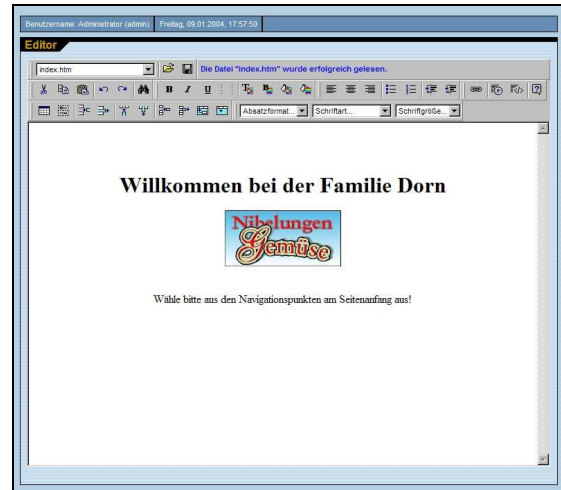 Benutzername: Administrator (admin) Freitag, 09.01.2004, 17:57:50
Editor
index.htm Die Datei "index.htm" wurde erfolgreich gelesen.
B I U
Absatzformat... Schriftart... Schriftgröße...
Willkommen bei der Familie Dorn
Nibelungen
Gemüse
Wähle bitte aus den Navigationspunkten am Seitenanfang aus!